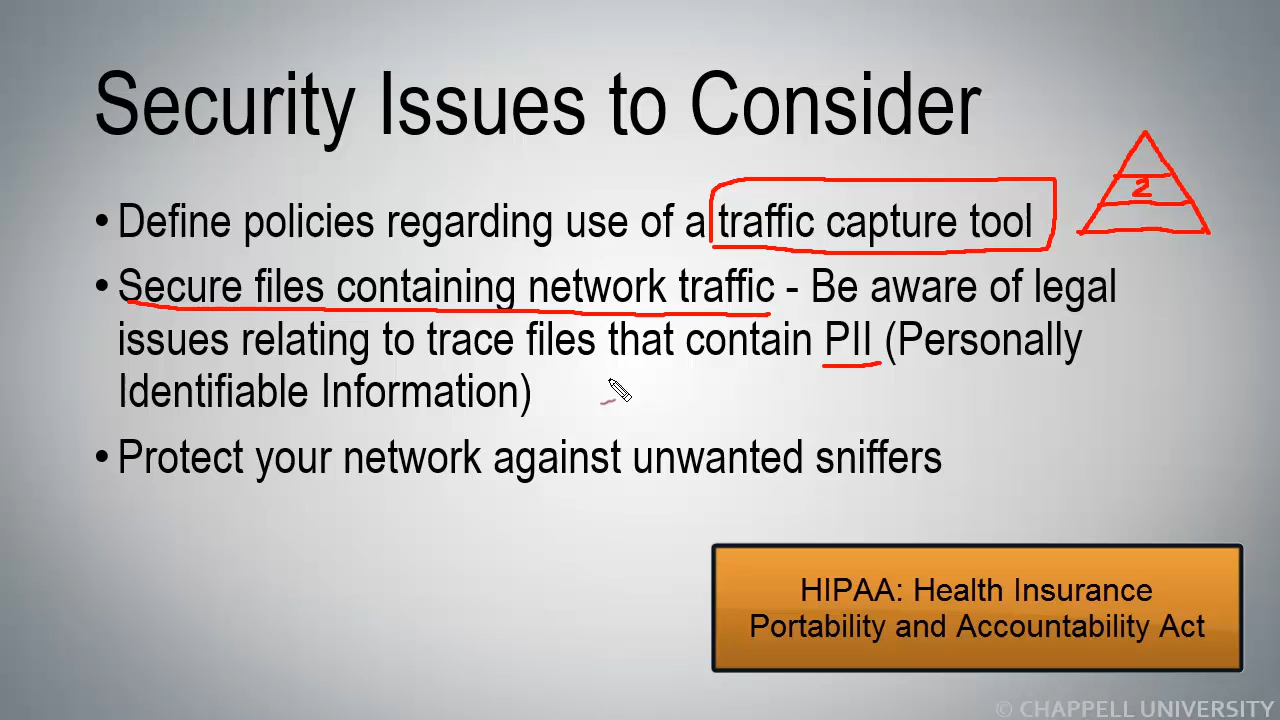 Security Issues to Consider
• Define policies regarding use of a traffic capture tool
2
• Secure files containing network traffic - Be aware of legal
issues relating to trace files that contain PII (Personally
Identifiable Information)
• Protect your network against unwanted sniffers
HIPAA: Health Insurance
Portability and Accountability Act
© CHAPPELL UNIVERSITY